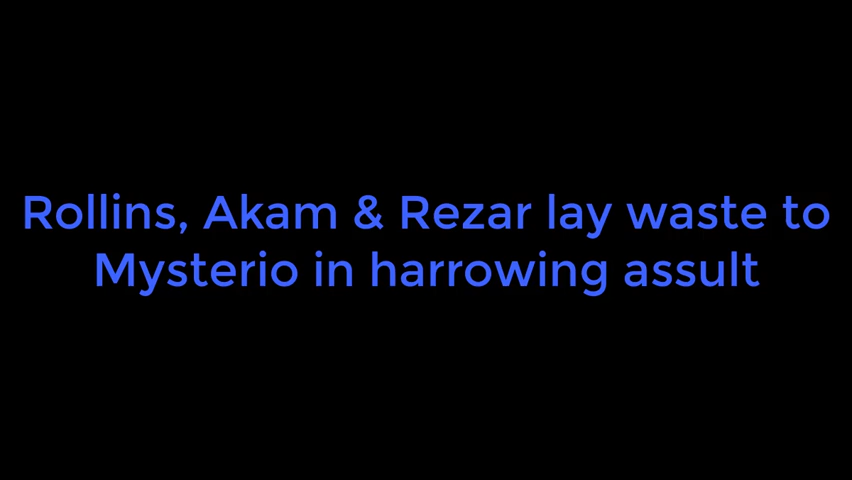 Rollins, Akam & Rezar lay waste to
Mysterio in harrowing assult